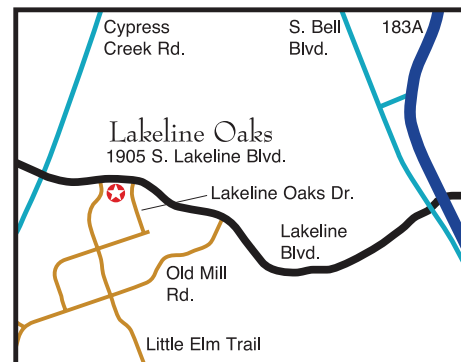 Cypress
Creek Rd.
S. Bell
Blvd.
183A
Lakeline Oaks
1905 S. Lakeline Blvd.
Lakeline Oaks Dr.
Lakeline
Blvd.
Old Mill
Rd.
Little Elm Trail